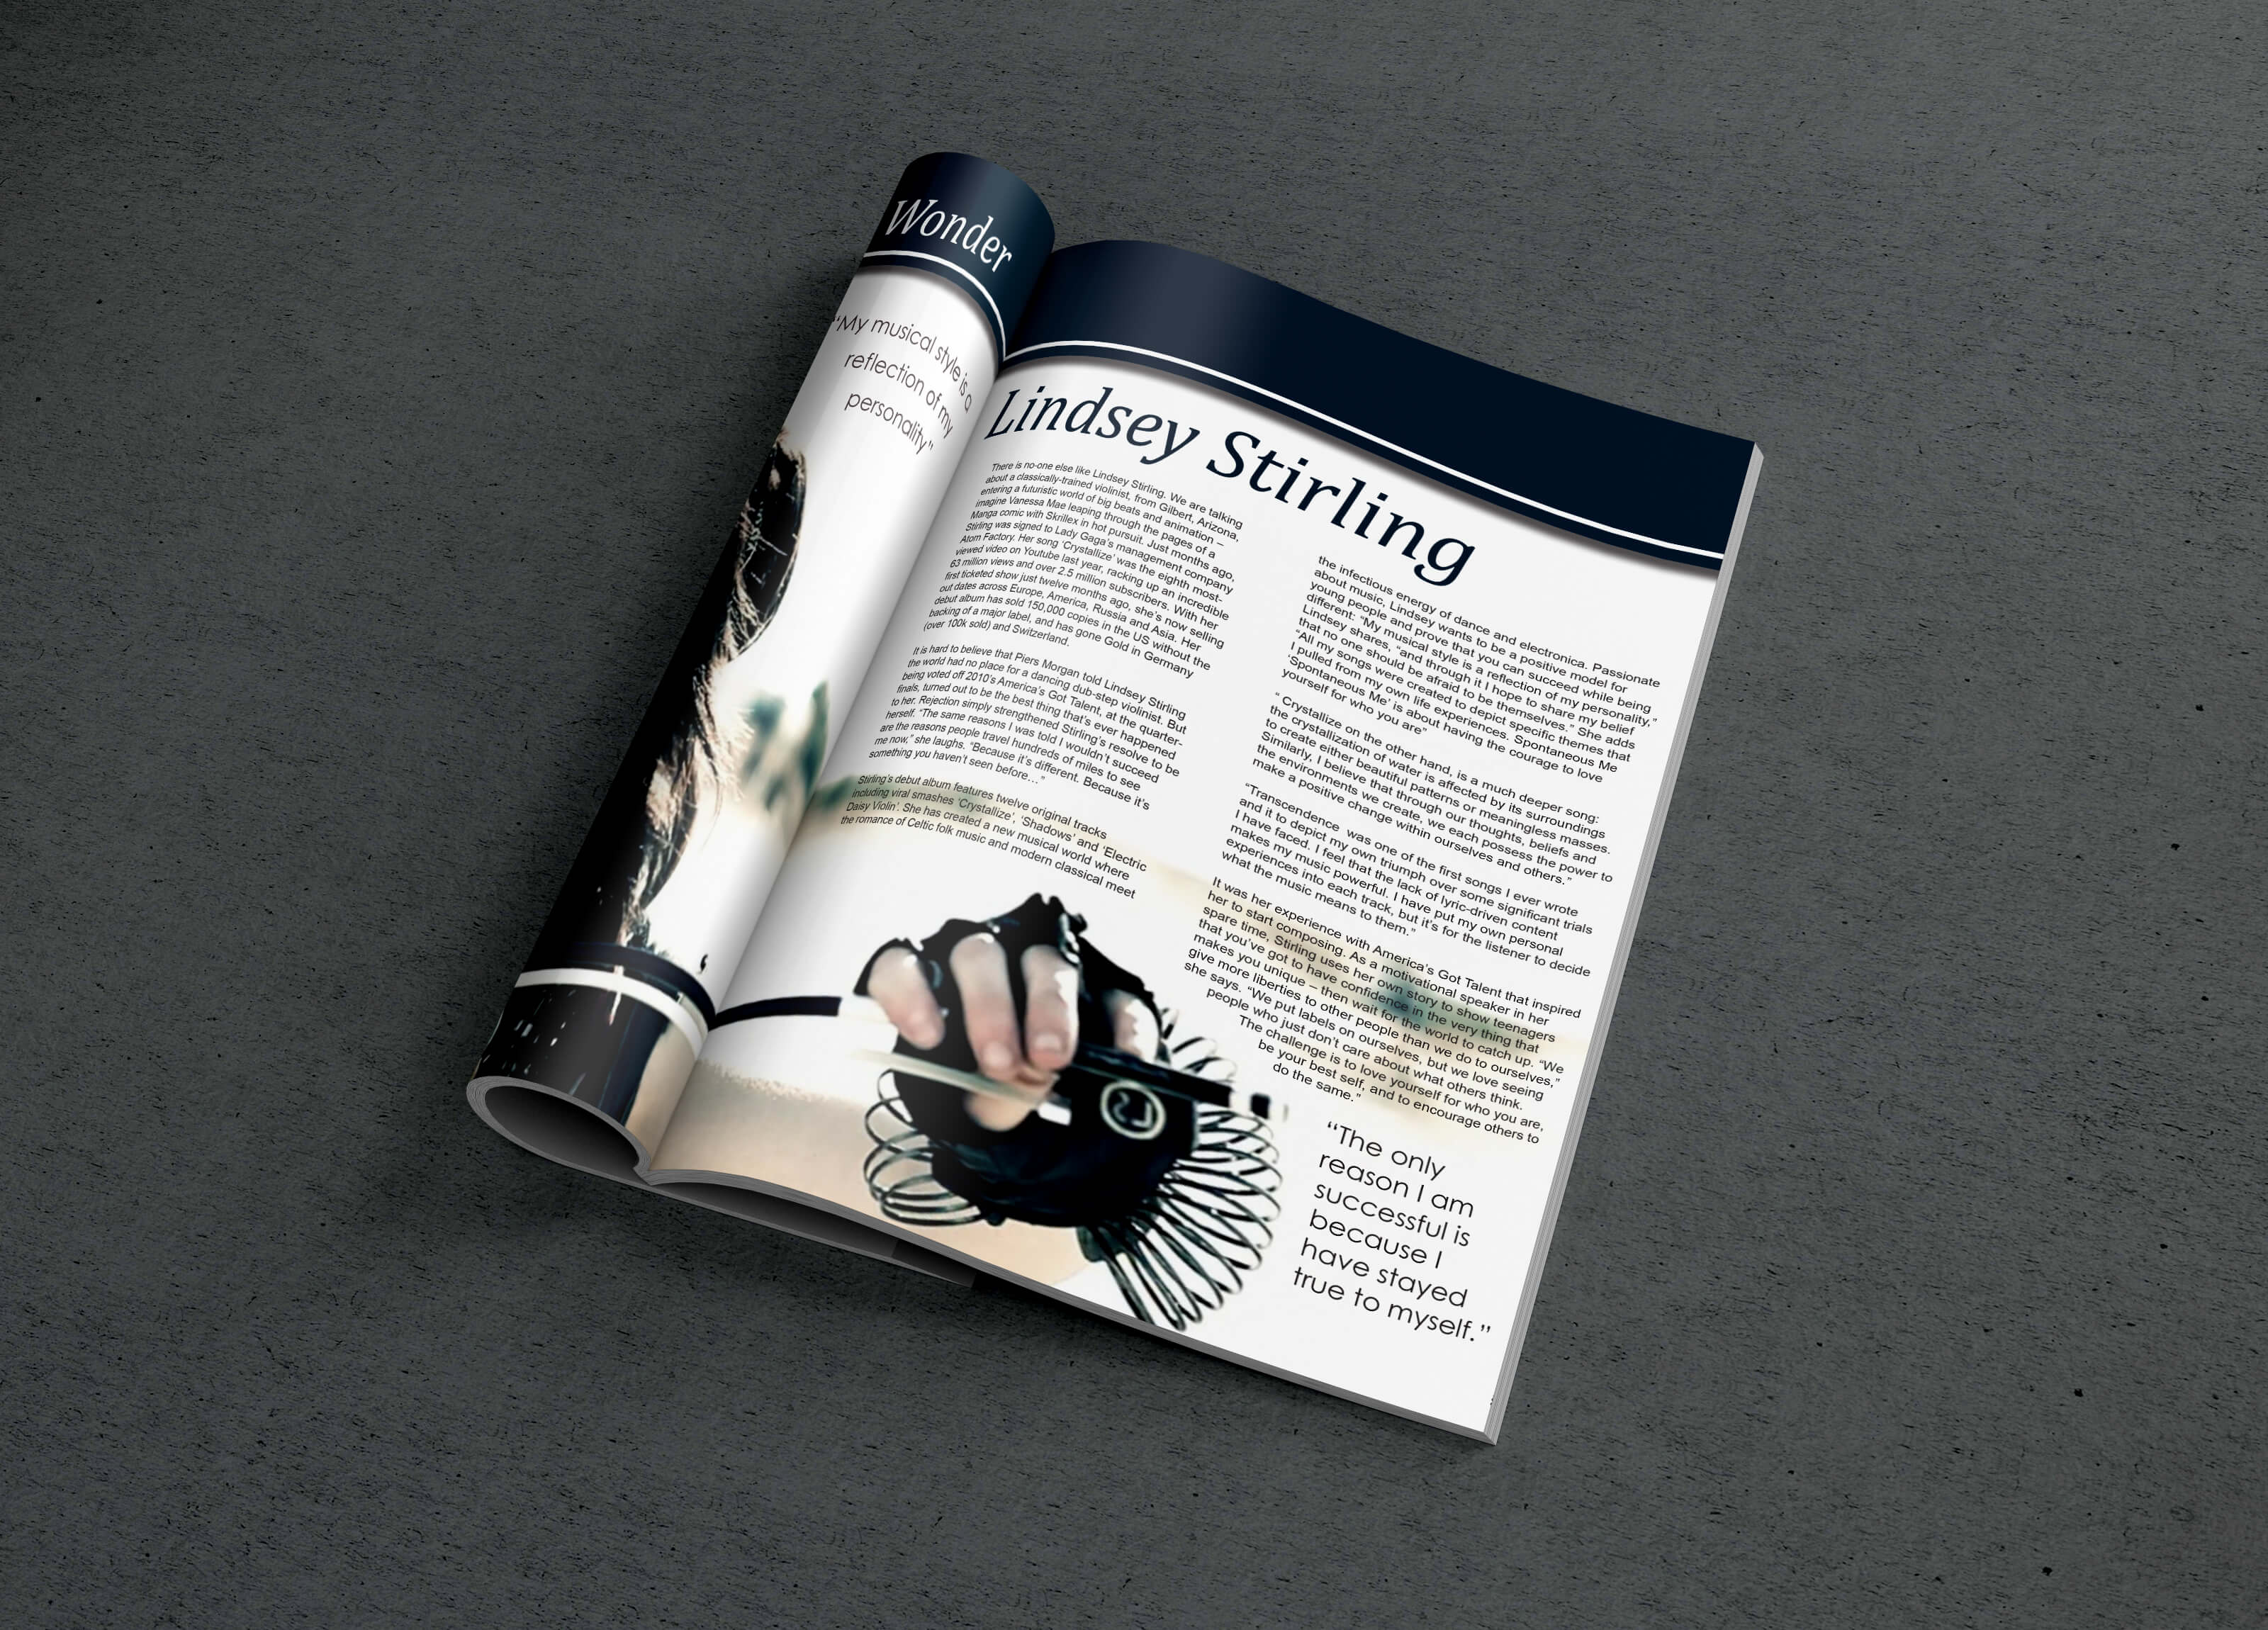 Wonder
"My musical style is a
reflection of my
personality"
Lindsey Stirling
There is no-one else like Lindsey Stirling. We are talking
about a classically-trained violinist, from Gilbert, Arizona,
entering a futuristic world of big beats and animation –
imagine Vanessa Mae leaping through the pages of a
Manga comic with Skrillex in hot pursuit. Just months ago,
Stirling was signed to Lady Gaga's management company
Atom Factory. Her song 'Crystallize' was the eighth most-
viewed video on Youtube last year, racking up an incredible
63 million views and over 2.5 million subscribers. With her
first ticketed show just twelve months ago, she's now selling
out dates across Europe, America, Russia and Asia. Her
debut album has sold 150,000 copies in the US without the
backing of a major label, and has gone Gold in Germany
(over 100k sold) and Switzerland.
It is hard to believe that Piers Morgan told Lindsey Stirling
the world had no place for a dancing dub-step violinist. But
being voted off 2010's America's Got Talent, at the quarter-
finals, turned out to be the best thing that's ever happened
to her. Rejection simply strengthened Stirling's resolve to be
herself. "The same reasons I was told I wouldn't succeed
are the reasons people travel hundreds of miles to see
me now," she laughs. "Because it's different. Because it's
something you haven't seen before…"
Stirling's debut album features twelve original tracks
including viral smashes 'Crystallize', 'Shadows' and 'Electric
Daisy Violin'. She has created a new musical world where
the romance of Celtic folk music and modern classical meet
the infectious energy of dance and electronica. Passionate
about music, Lindsey wants to be a positive model for
young people and prove that you can succeed while being
different: "My musical style is a reflection of my personality,"
Lindsey shares, "and through it I hope to share my belief
that no one should be afraid to be themselves." She adds
"All my songs were created to depict specific themes that
I pulled from my own life experiences. Spontaneous Me
'Spontaneous Me' is about having the courage to love
yourself for who you are"
" Crystallize on the other hand, is a much deeper song:
the crystallization of water is affected by its surroundings
to create either beautiful patterns or meaningless masses.
Similarly, I believe that through our thoughts, beliefs and
the environments we create, we each possess the power to
make a positive change within ourselves and others."
"Transcendence was one of the first songs I ever wrote
and it to depict my own triumph over some significant trials
I have faced. I feel that the lack of lyric-driven content
makes my music powerful. I have put my own personal
experiences into each track, but it's for the listener to decide
what the music means to them."
It was her experience with America's Got Talent that inspired
her to start composing. As a motivational speaker in her
spare time, Stirling uses her own story to show teenagers
that you've got to have confidence in the very thing that
makes you unique – then wait for the world to catch up. "We
give more liberties to other people than we do to ourselves,"
she says. "We put labels on ourselves, but we love seeing
people who just don't care about what others think.
The challenge is to love yourself for who you are,
be your best self, and to encourage others to
do the same."
"The only
reason I am
successful is
because I
have stayed
true to myself."